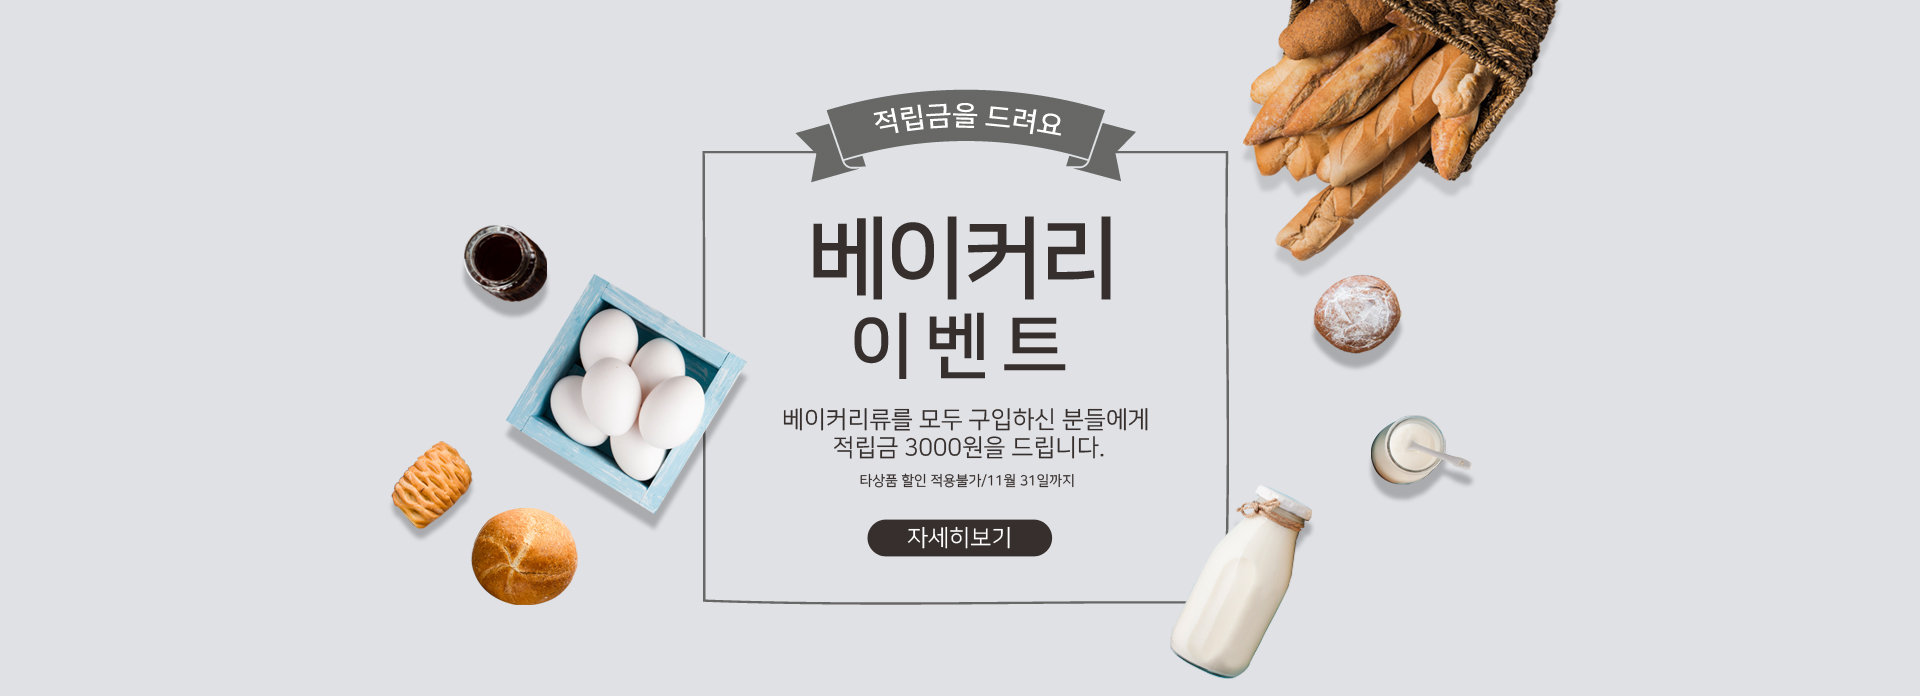 적립금을 드려요
베이커리
이벤트
베이커리류를 모두 구입하신 분들에게
적립금 3000원을 드립니다.
타상품 할인 적용불가/11월 31일까지
자세히보기